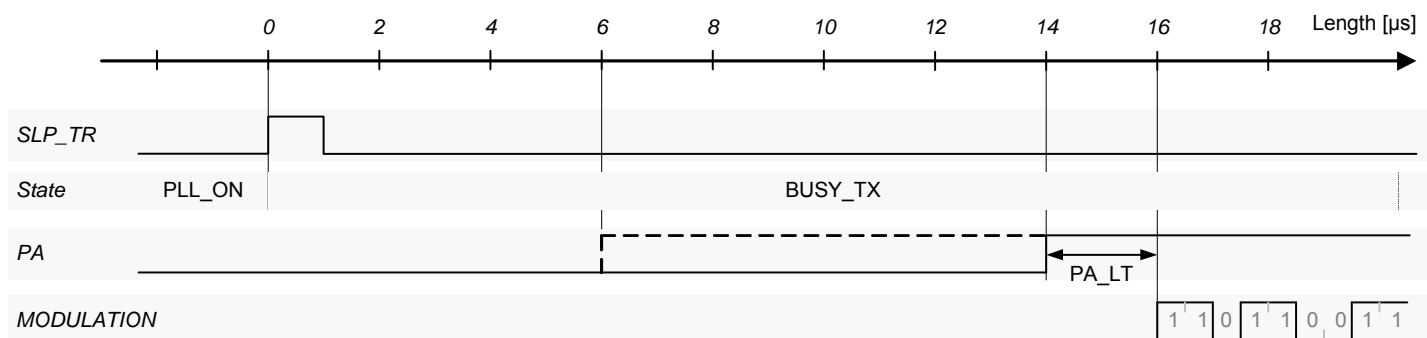 0 2 4 6 8 10 12 14 16 18 Length [µs]
SLP_TR
State PLL_ON BUSY_TX
PA
PA_LT
MODULATION 1 1 0 1 1 0 0 1 1